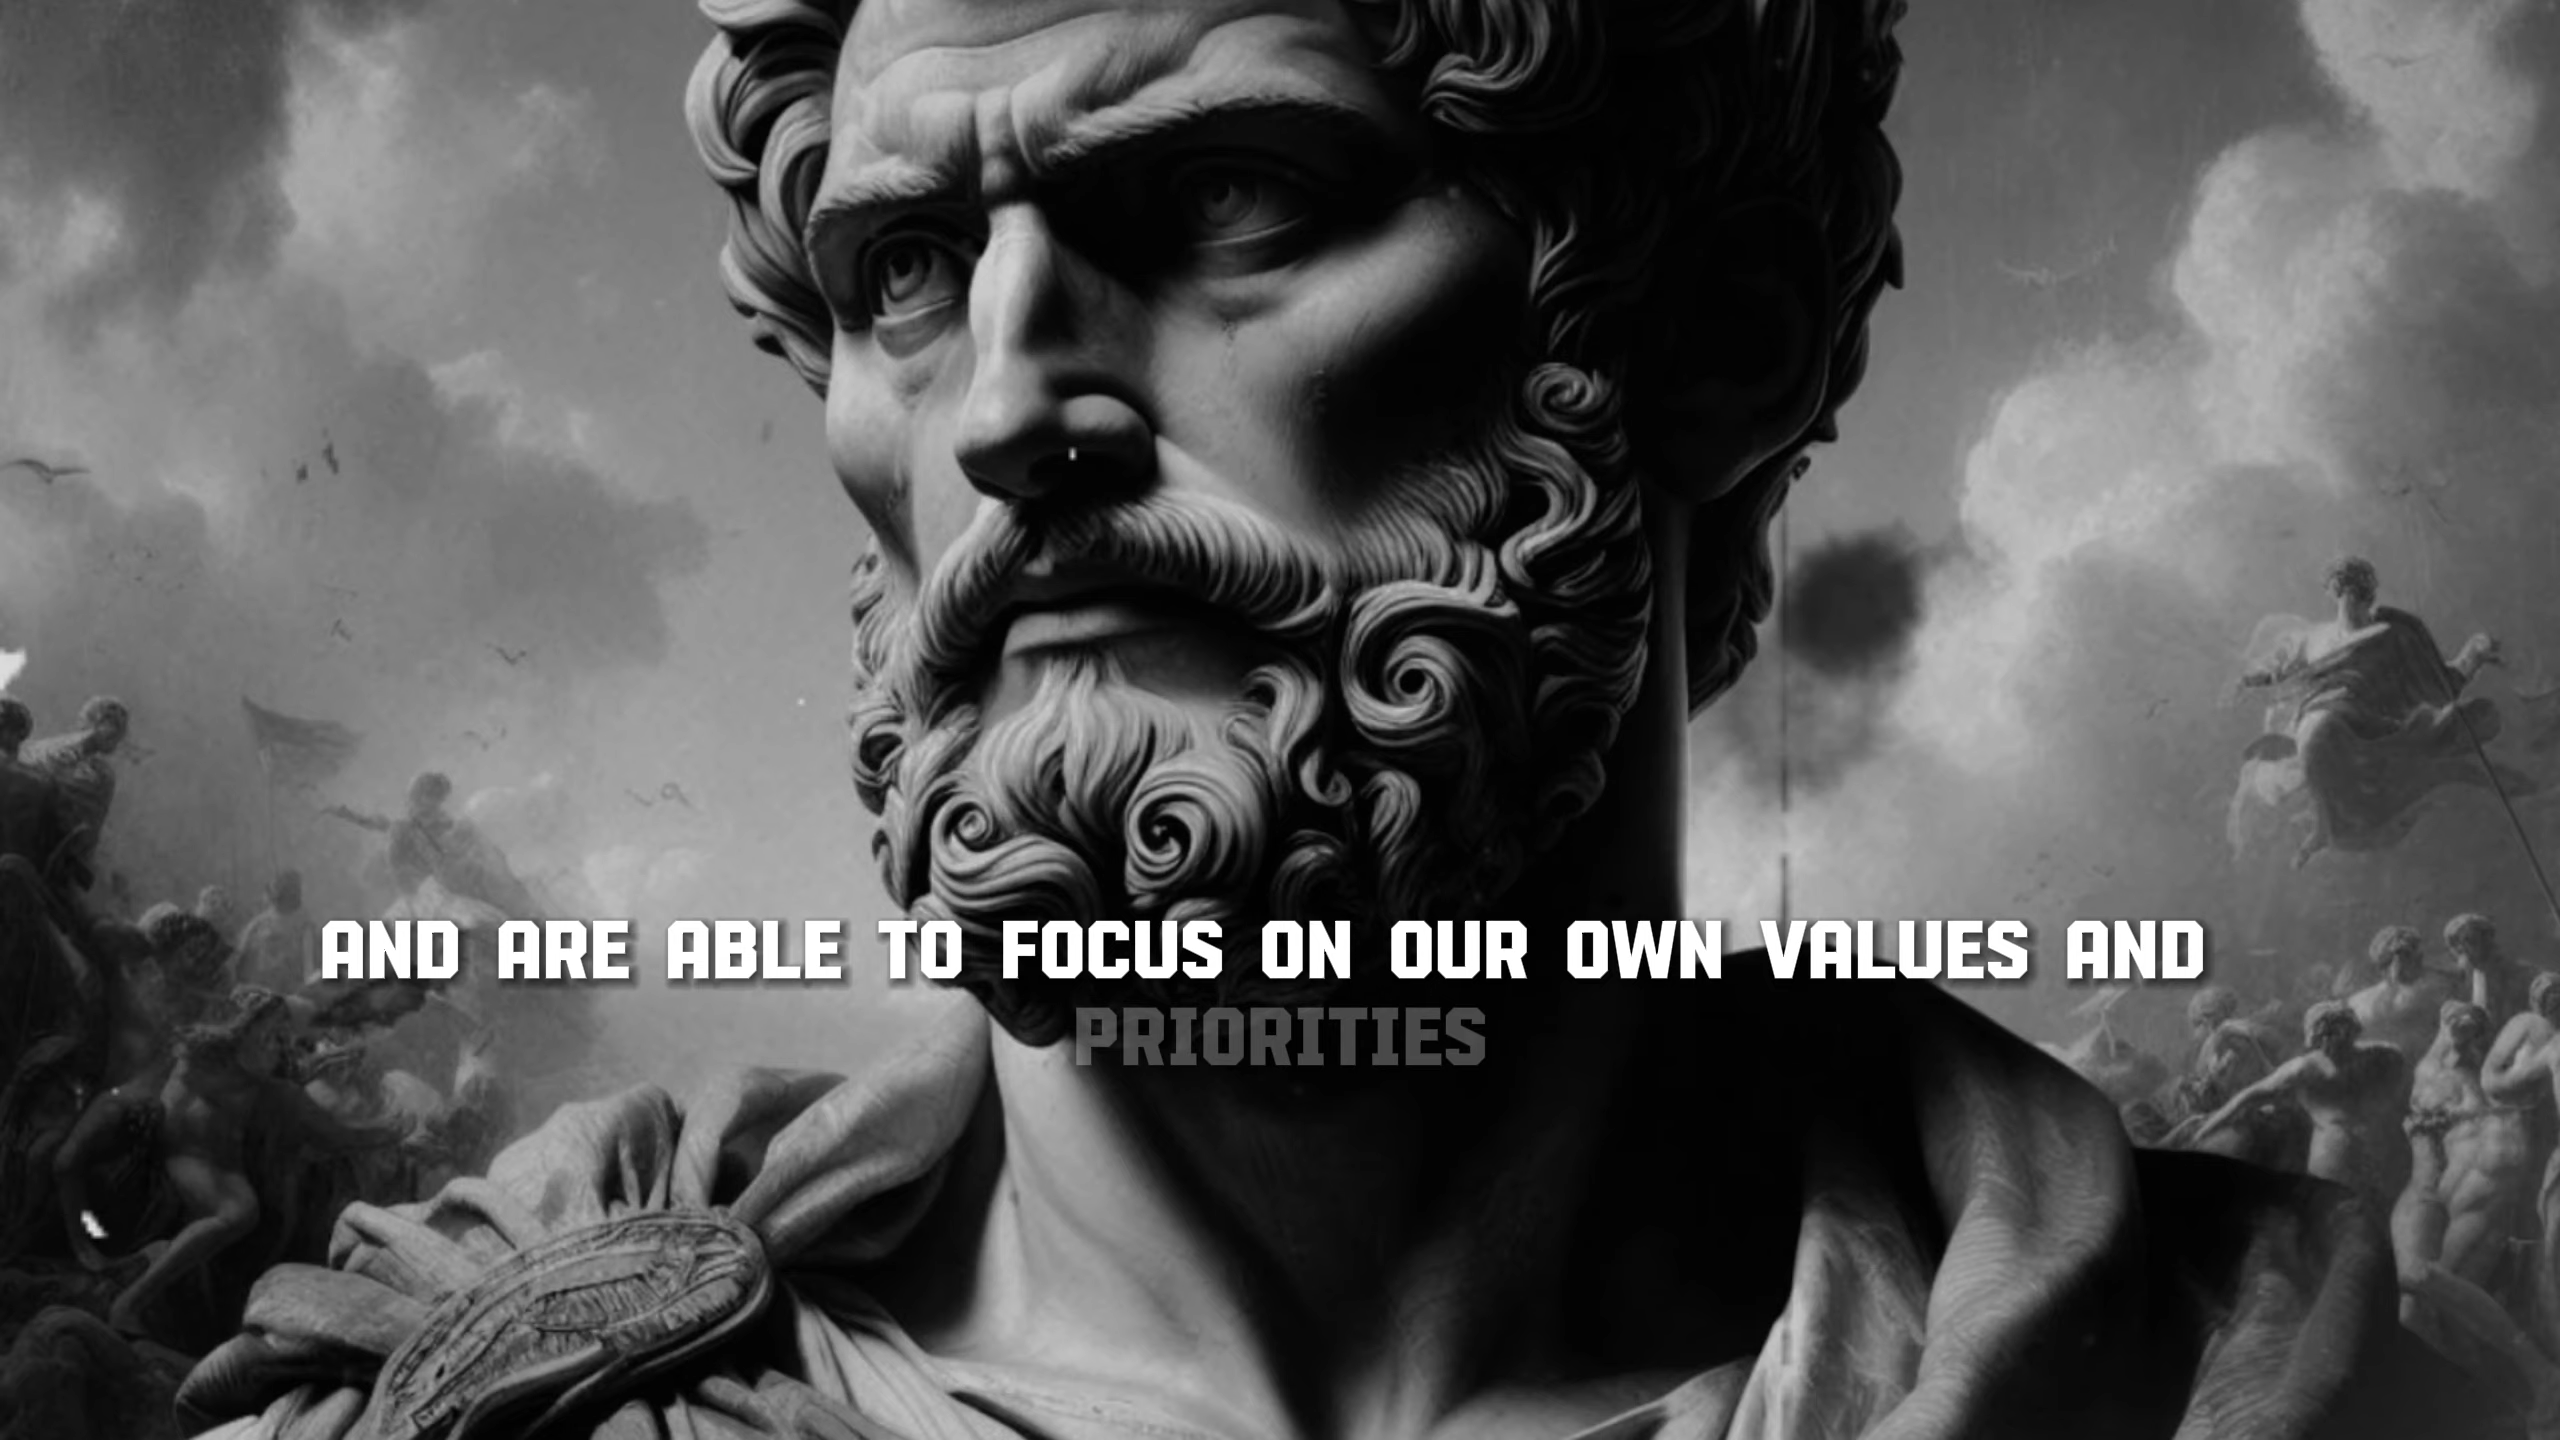 AND ARE ABLE TO FOCUS ON OUR OWN VALUES AND
PRIORITIES